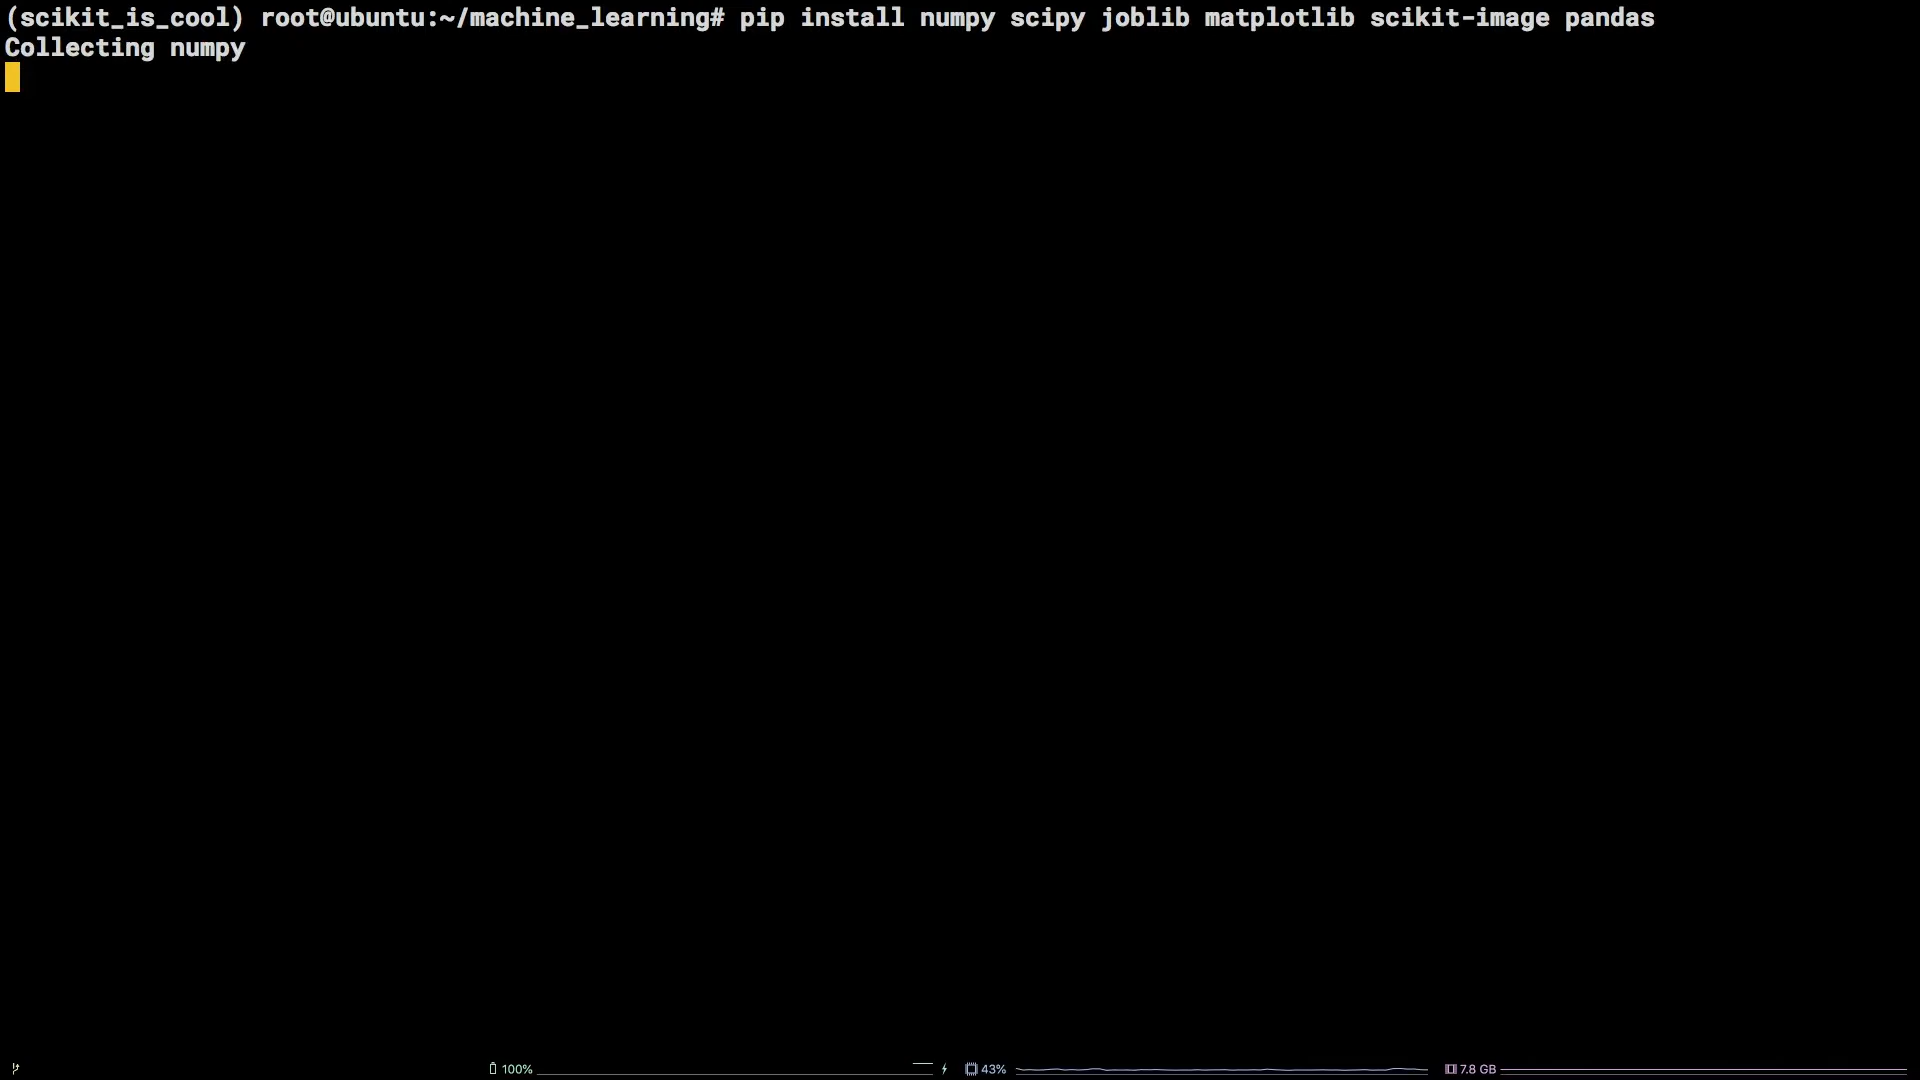 (scikit_is_cool) root@ubuntu:~/machine_learning# pip install numpy scipy joblib matplotlib scikit-image pandas
Collecting numpy
100% 43% 7.8 GB